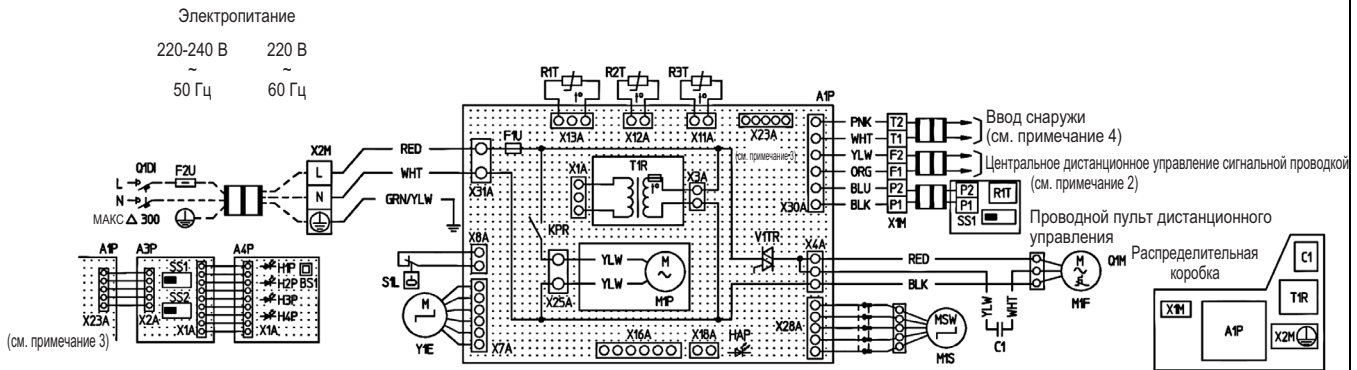 Электропитание
220-240 В 220 В
~ ~
50 Гц 60 Гц
R1T R2T R3T
t° t° t°
A1P
X13A X12A X11A X23A
F1U
(см. примечание 3)
X1A T1R X3A
X31A
X30A
PNK T2
WHT T1
YLW F2
ORG F1
BLU P2
BLK P1
X1M
Ввод снаружи
(см. примечание 4)
Центральное дистанционное управление сигнальной проводкой
(см. примечание 2)
P2
P1
R1T
SS1
Проводной пульт дистанционного
управления
Q1DI F2U X2M
L L RED
N N WHT
GRN/YLW
МАКС △ 300
KPR
X8A
S1L
YLW
YLW
M
~
M1P
X25A
V1TR X4A
RED
BLK
YLW
WHT
C1
M
~
M1F
Q1M
M
Y1E
X7A
X16A X18A HAP
X28A
MSW
M1S
A1P A3P A4P
SS1
SS2
H1P
H2P
H3P
H4P
BS1
X23A X2A X1A X1A
(см. примечание 3)
Распределительная
коробка
C1
T1R
X1M
A1P
X2M